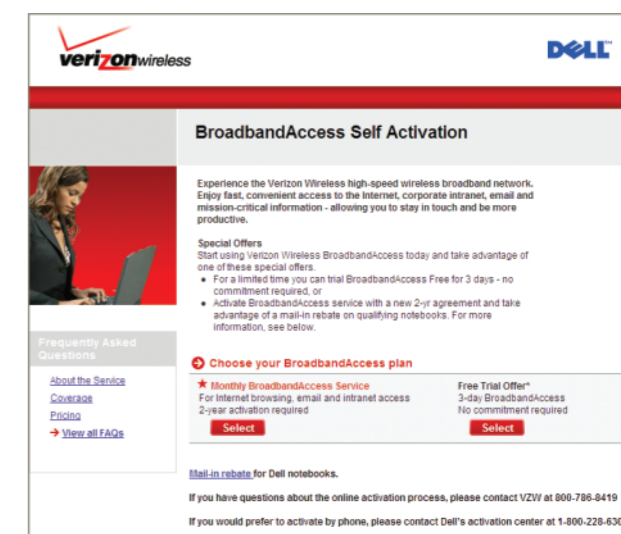 verizonwireless
DELL™
BroadbandAccess Self Activation
Experience the Verizon Wireless high-speed wireless broadband network.
Enjoy fast, convenient access to the Internet, corporate intranet, email and
mission-critical information - allowing you to stay in touch and be more
productive.
Special Offers
Start using Verizon Wireless BroadbandAccess today and take advantage of
one of these special offers.
• For a limited time you can trial BroadbandAccess Free for 3 days - no
commitment required, or
• Activate BroadbandAccess service with a new 2-yr agreement and take
advantage of a mail-in rebate on qualifying notebooks. For more
information, see below.
Frequently Asked
Questions
About the Service
Coverage
Pricing
View all FAQs
Choose your BroadbandAccess plan
Monthly BroadbandAccess Service
For Internet browsing, email and intranet access
2-year activation required
Select
Free Trial Offer*
3-day BroadbandAccess
No commitment required
Select
Mail-in rebate for Dell notebooks.
If you have questions about the online activation process, please contact VZW at 800-786-8419
If you would prefer to activate by phone, please contact Dell's activation center at 1-800-228-630